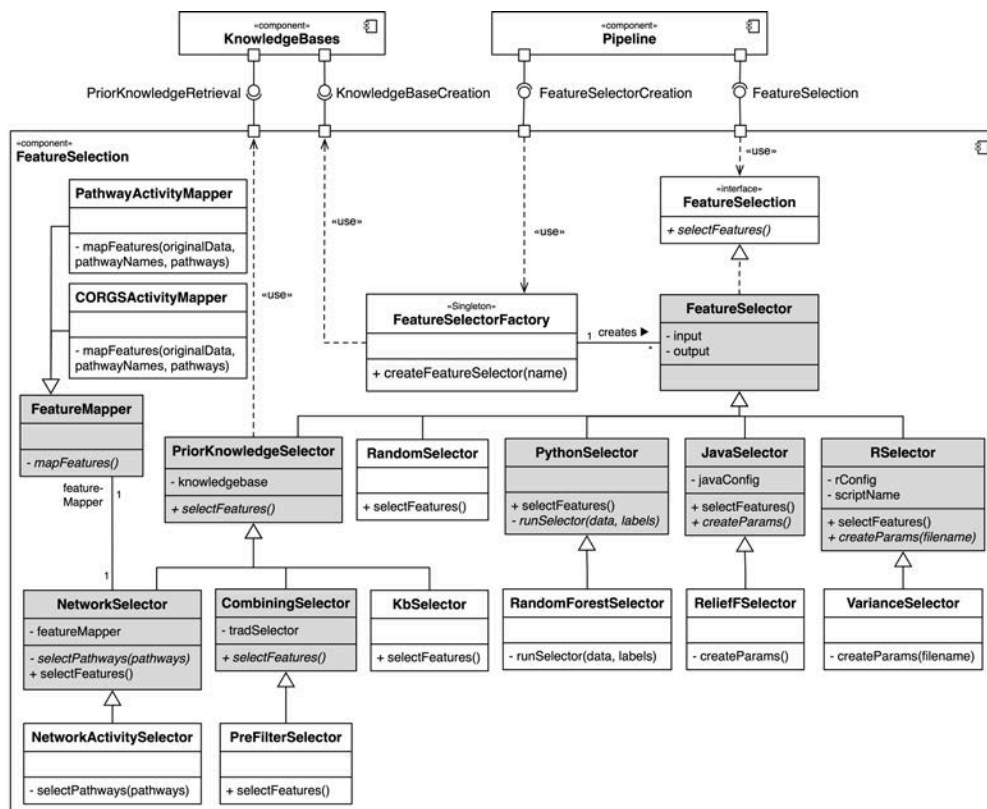 «component»
KnowledgeBases
«component»
Pipeline
PriorKnowledgeRetrieval
KnowledgeBaseCreation
FeatureSelectorCreation
FeatureSelection
«component»
FeatureSelection
«use»
«use»
«use»
«use»
PathwayActivityMapper
- mapFeatures(originalData,
pathwayNames, pathways)
CORGSActivityMapper
- mapFeatures(originalData,
pathwayNames, pathways)
«interface»
FeatureSelection
+ selectFeatures()
«Singleton»
FeatureSelectorFactory
+ createFeatureSelector(name)
1
creates ▶
*
FeatureSelector
- input
- output
FeatureMapper
- mapFeatures()
feature-
Mapper
1
1
PriorKnowledgeSelector
- knowledgebase
+ selectFeatures()
RandomSelector
+ selectFeatures()
PythonSelector
+ selectFeatures()
- runSelector(data, labels)
JavaSelector
- javaConfig
+ selectFeatures()
+ createParams()
RSelector
- rConfig
- scriptName
+ selectFeatures()
+ createParams(filename)
NetworkSelector
- featureMapper
- selectPathways(pathways)
+ selectFeatures()
CombiningSelector
- tradSelector
+ selectFeatures()
KbSelector
+ selectFeatures()
RandomForestSelector
- runSelector(data, labels)
ReliefFSelector
- createParams()
VarianceSelector
- createParams(filename)
NetworkActivitySelector
- selectPathways(pathways)
PreFilterSelector
+ selectFeatures()